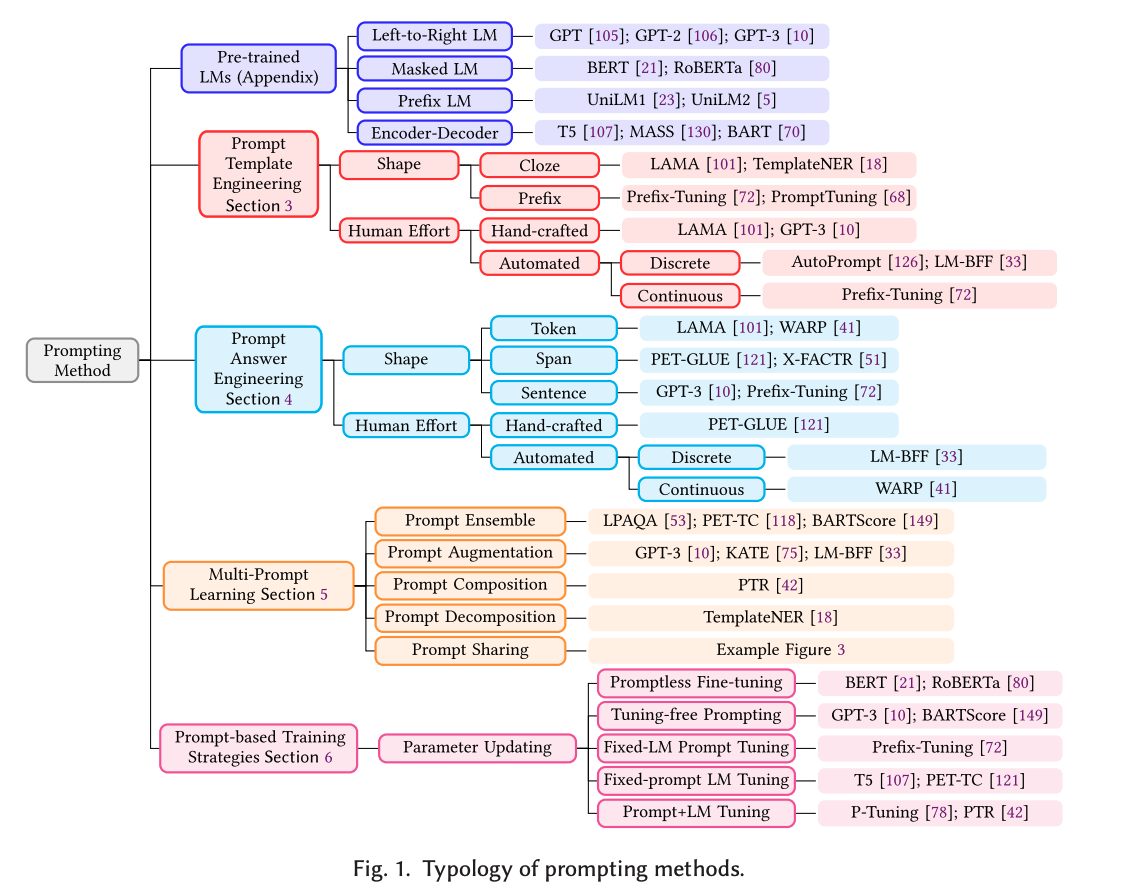 Pre-trained
LMs (Appendix)
Left-to-Right LM
GPT [105]; GPT-2 [106]; GPT-3 [10]
Masked LM
BERT [21]; RoBERTa [80]
Prefix LM
UniLM1 [23]; UniLM2 [5]
Encoder-Decoder
T5 [107]; MASS [130]; BART [70]
Prompt
Template
Engineering
Section 3
Shape
Cloze
LAMA [101]; TemplateNER [18]
Prefix
Prefix-Tuning [72]; PromptTuning [68]
Human Effort
Hand-crafted
LAMA [101]; GPT-3 [10]
Automated
Discrete
AutoPrompt [126]; LM-BFF [33]
Continuous
Prefix-Tuning [72]
Prompting
Method
Prompt
Answer
Engineering
Section 4
Shape
Token
LAMA [101]; WARP [41]
Span
PET-GLUE [121]; X-FACTR [51]
Sentence
GPT-3 [10]; Prefix-Tuning [72]
Human Effort
Hand-crafted
PET-GLUE [121]
Automated
Discrete
LM-BFF [33]
Continuous
WARP [41]
Multi-Prompt
Learning Section 5
Prompt Ensemble
LPAQA [53]; PET-TC [118]; BARTScore [149]
Prompt Augmentation
GPT-3 [10]; KATE [75]; LM-BFF [33]
Prompt Composition
PTR [42]
Prompt Decomposition
TemplateNER [18]
Prompt Sharing
Example Figure 3
Prompt-based Training
Strategies Section 6
Parameter Updating
Promptless Fine-tuning
BERT [21]; RoBERTa [80]
Tuning-free Prompting
GPT-3 [10]; BARTScore [149]
Fixed-LM Prompt Tuning
Prefix-Tuning [72]
Fixed-prompt LM Tuning
T5 [107]; PET-TC [121]
Prompt+LM Tuning
P-Tuning [78]; PTR [42]
Fig. 1. Typology of prompting methods.